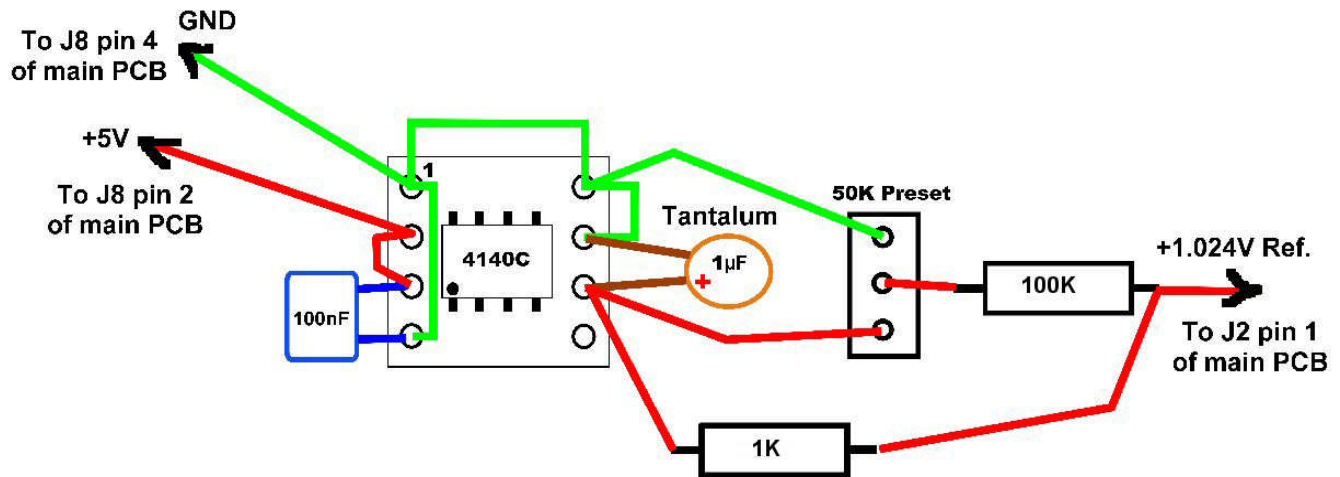 GND
To J8 pin 4
of main PCB
+5V
To J8 pin 2
of main PCB
1
4140C
100nF
Tantalum
1µF
+
50K Preset
100K
+1.024V Ref.
To J2 pin 1
of main PCB
1K